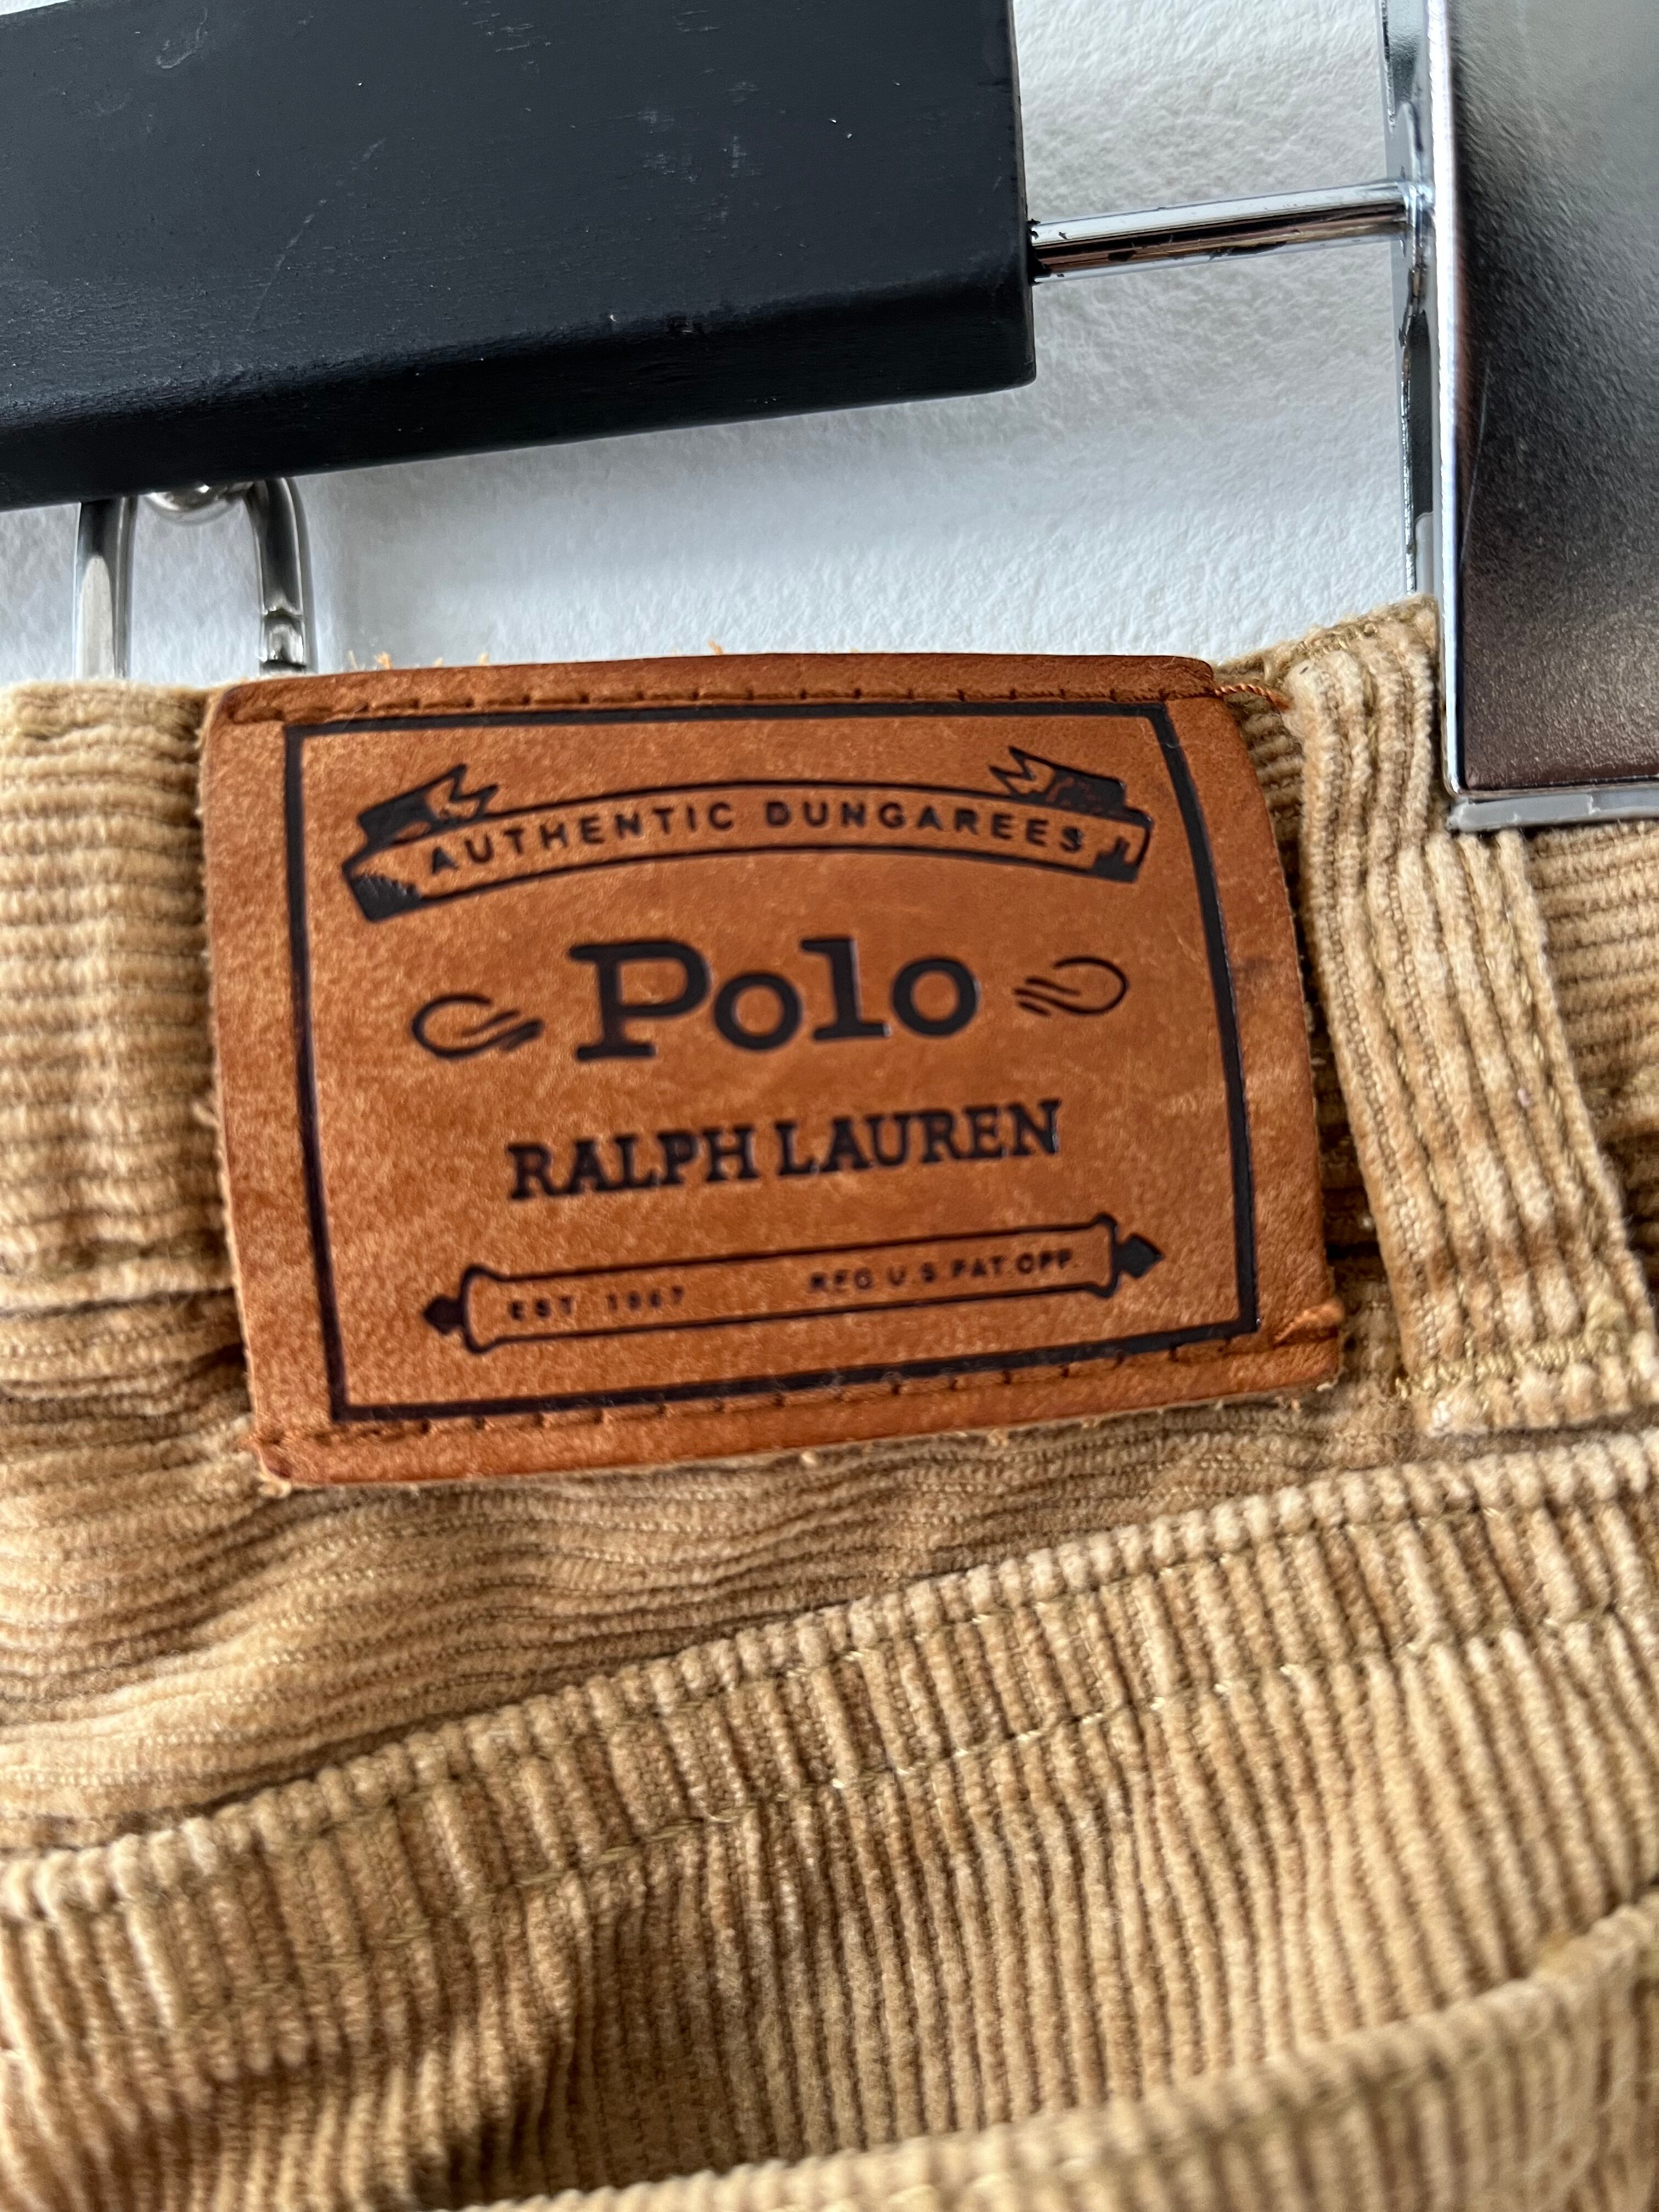 AUTHENTIC DUNGAREES
Polo
RALPH LAUREN
EST. 1967 REG U.S PAT. OFF.